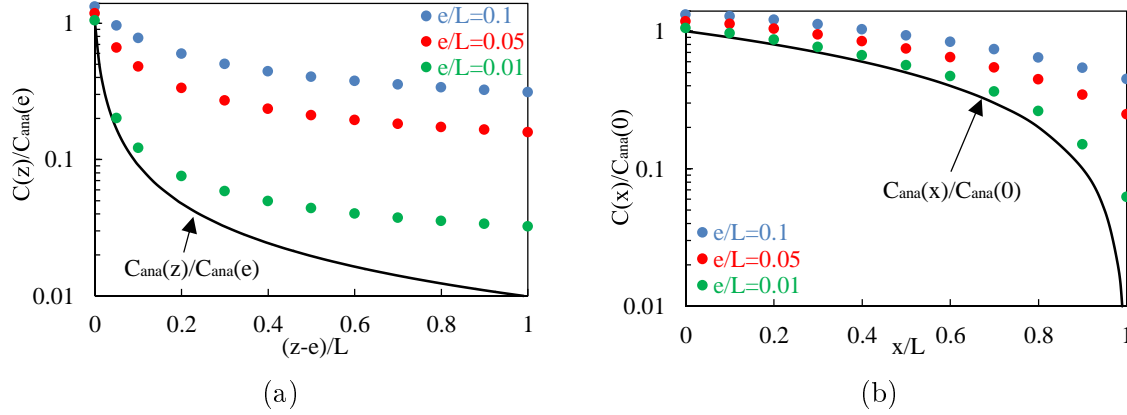 C(z)/Cana(e)
1
0.1
0.01
e/L=0.1
e/L=0.05
e/L=0.01
Cana(z)/Cana(e)
0
0.2
0.4
0.6
0.8
1
(z-e)/L
(a)
C(x)/Cana(0)
1
0.1
0.01
Cana(x)/Cana(0)
e/L=0.1
e/L=0.05
e/L=0.01
0
0.2
0.4
0.6
0.8
1
x/L
(b)